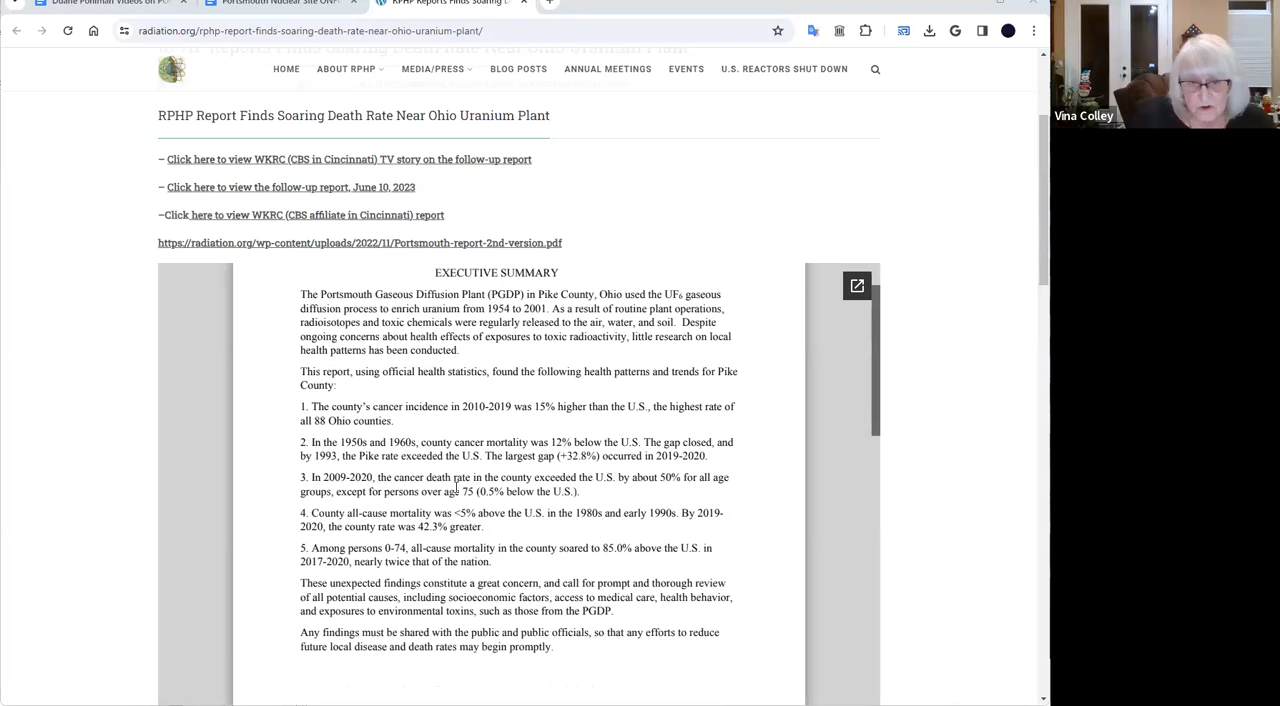 Duane Pohlman Videos on PO
Portsmouth Nuclear Site ONF
RPHP Reports Finds Soaring D
radiation.org/rphp-report-finds-soaring-death-rate-near-ohio-uranium-plant/
RPHP Reports Finds Soaring Death Rate Near Ohio Uranium Plant
HOME ABOUT RPHP MEDIA/PRESS BLOG POSTS ANNUAL MEETINGS EVENTS U.S. REACTORS SHUT DOWN
Vina Colley
RPHP Report Finds Soaring Death Rate Near Ohio Uranium Plant
– Click here to view WKRC (CBS in Cincinnati) TV story on the follow-up report
– Click here to view the follow-up report, June 10, 2023
–Click here to view WKRC (CBS affiliate in Cincinnati) report
https://radiation.org/wp-content/uploads/2022/11/Portsmouth-report-2nd-version.pdf
EXECUTIVE SUMMARY
The Portsmouth Gaseous Diffusion Plant (PGDP) in Pike County, Ohio used the UF₆ gaseous
diffusion process to enrich uranium from 1954 to 2001. As a result of routine plant operations,
radioisotopes and toxic chemicals were regularly released to the air, water, and soil. Despite
ongoing concerns about health effects of exposures to toxic radioactivity, little research on local
health patterns has been conducted.
This report, using official health statistics, found the following health patterns and trends for Pike
County:
1. The county's cancer incidence in 2010-2019 was 15% higher than the U.S., the highest rate of
all 88 Ohio counties.
2. In the 1950s and 1960s, county cancer mortality was 12% below the U.S. The gap closed, and
by 1993, the Pike rate exceeded the U.S. The largest gap (+32.8%) occurred in 2019-2020.
3. In 2009-2020, the cancer death rate in the county exceeded the U.S. by about 50% for all age
groups, except for persons over age 75 (0.5% below the U.S.).
4. County all-cause mortality was <5% above the U.S. in the 1980s and early 1990s. By 2019-
2020, the county rate was 42.3% greater.
5. Among persons 0-74, all-cause mortality in the county soared to 85.0% above the U.S. in
2017-2020, nearly twice that of the nation.
These unexpected findings constitute a great concern, and call for prompt and thorough review
of all potential causes, including socioeconomic factors, access to medical care, health behavior,
and exposures to environmental toxins, such as those from the PGDP.
Any findings must be shared with the public and public officials, so that any efforts to reduce
future local disease and death rates may begin promptly.